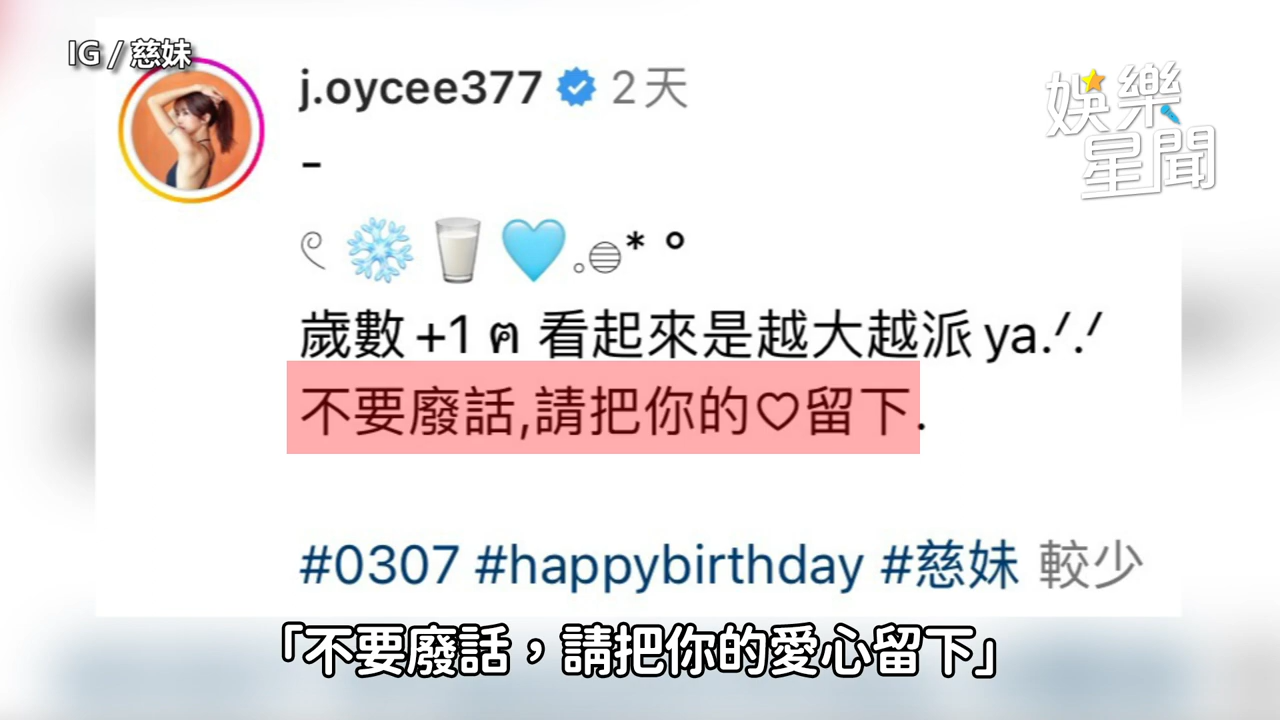 IG / 慈妹
j.oycee377 2天
娛樂
星聞
-
𓏲 ❄️🥛🩵 𓈒𓐍* °
歲數+1 ฅ 看起來是越大越派 ya.ᐟ.ᐟ
不要廢話,請把你的♡留下.
#0307 #happybirthday #慈妹 較少
「不要廢話，請把你的愛心留下」